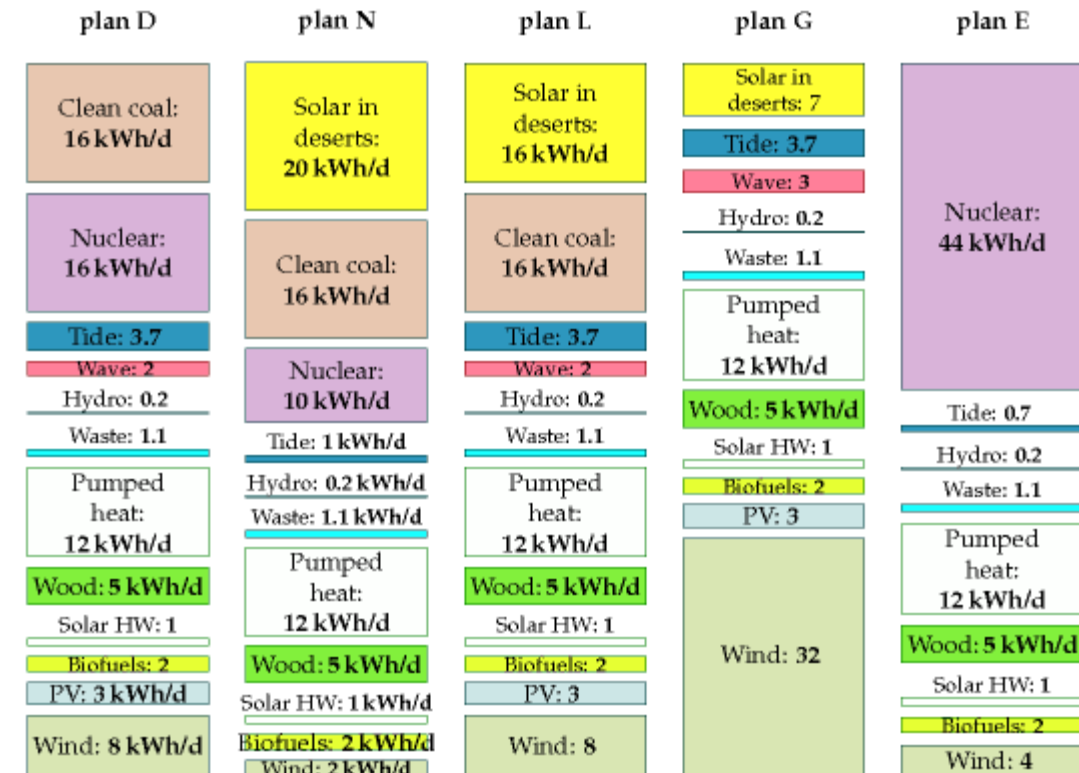 plan D
Clean coal:
16 kWh/d
Nuclear:
16 kWh/d
Tide: 3.7
Wave: 2
Hydro: 0.2
Waste: 1.1
Pumped
heat:
12 kWh/d
Wood: 5 kWh/d
Solar HW: 1
Biofuels: 2
PV: 3 kWh/d
Wind: 8 kWh/d
plan N
Solar in
deserts:
20 kWh/d
Clean coal:
16 kWh/d
Nuclear:
10 kWh/d
Tide: 1 kWh/d
Hydro: 0.2 kWh/d
Waste: 1.1 kWh/d
Pumped
heat:
12 kWh/d
Wood: 5 kWh/d
Solar HW: 1 kWh/d
Biofuels: 2 kWh/d
Wind: 2 kWh/d
plan L
Solar in
deserts:
16 kWh/d
Clean coal:
16 kWh/d
Tide: 3.7
Wave: 2
Hydro: 0.2
Waste: 1.1
Pumped
heat:
12 kWh/d
Wood: 5 kWh/d
Solar HW: 1
Biofuels: 2
PV: 3
Wind: 8
plan G
Solar in
deserts: 7
Tide: 3.7
Wave: 3
Hydro: 0.2
Waste: 1.1
Pumped
heat:
12 kWh/d
Wood: 5 kWh/d
Solar HW: 1
Biofuels: 2
PV: 3
Wind: 32
plan E
Nuclear:
44 kWh/d
Tide: 0.7
Hydro: 0.2
Waste: 1.1
Pumped
heat:
12 kWh/d
Wood: 5 kWh/d
Solar HW: 1
Biofuels: 2
Wind: 4